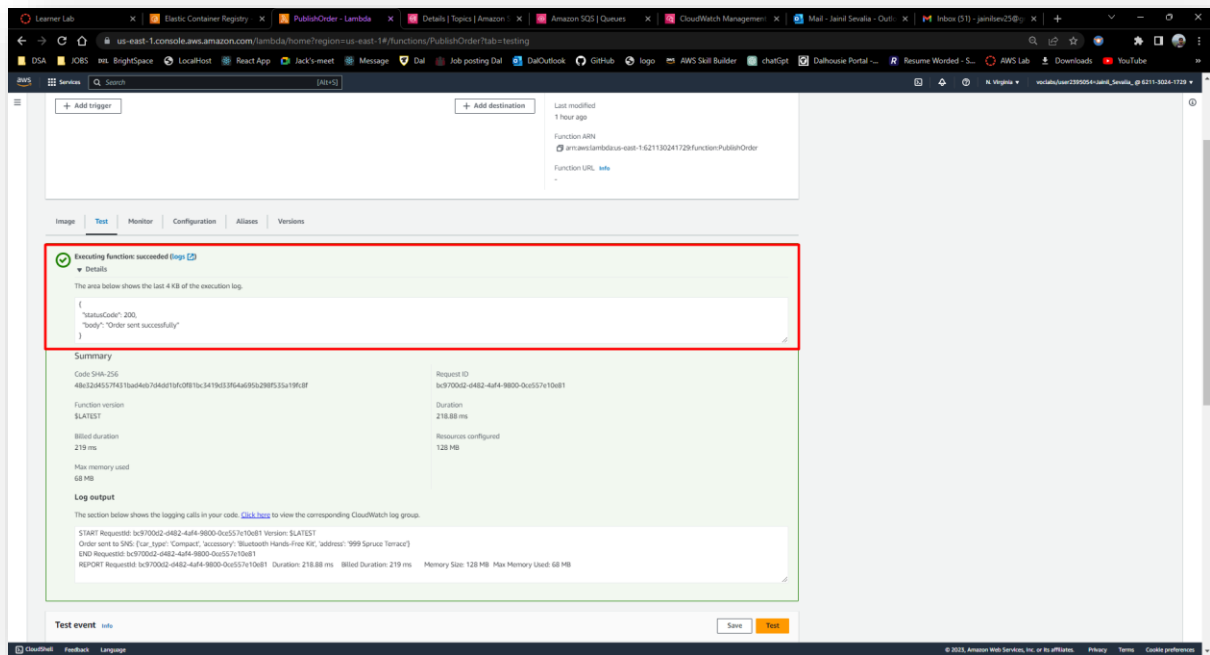 Learner Lab
Elastic Container Registry
PublishOrder - Lambda
Details | Topics | Amazon S
Amazon SQS | Queues
CloudWatch Management
Mail - Jainil Sevalia - Outlo
Inbox (51) - jainilsev25@g
us-east-1.console.aws.amazon.com/lambda/home?region=us-east-1#/functions/PublishOrder?tab=testing
DSA JOBS BrightSpace LocalHost React App Jack's-meet Message Dal Job posting Dal DalOutlook GitHub logo AWS Skill Builder chatGpt Dalhousie Portal -... Resume Worded - S... AWS Lab Downloads YouTube
aws Services Search [Alt+S] N. Virginia
+ Add trigger
+ Add destination
Last modified
1 hour ago
Function ARN
arn:aws:lambda:us-east-1:621130241729:function:PublishOrder
Function URL Info
-
Image Test Monitor Configuration Aliases Versions
Executing function: succeeded (logs)
Details
The area below shows the last 4 KB of the execution log.
{
"statusCode": 200,
"body": "Order sent successfully"
}
Summary
Code SHA-256
Request ID
bc9700d2-d482-4af4-9800-0ce557e10e81
Function version
$LATEST
Duration
218.88 ms
Billed duration
219 ms
Resources configured
128 MB
Max memory used
68 MB
Log output
The section below shows the logging calls in your code. Click here to view the corresponding CloudWatch log group.
START RequestId: bc9700d2-d482-4af4-9800-0ce557e10e81 Version: $LATEST
Order sent to SNS: {'car_type': 'Compact', 'accessory': 'Bluetooth Hands-Free Kit', 'address': '999 Spruce Terrace'}
END RequestId: bc9700d2-d482-4af4-9800-0ce557e10e81
REPORT RequestId: bc9700d2-d482-4af4-9800-0ce557e10e81 Duration: 218.88 ms Billed Duration: 219 ms Memory Size: 128 MB Max Memory Used: 68 MB
Test event Info
Save
Test
CloudShell Feedback Language © 2023, Amazon Web Services, Inc. or its affiliates. Privacy Terms Cookie preferences